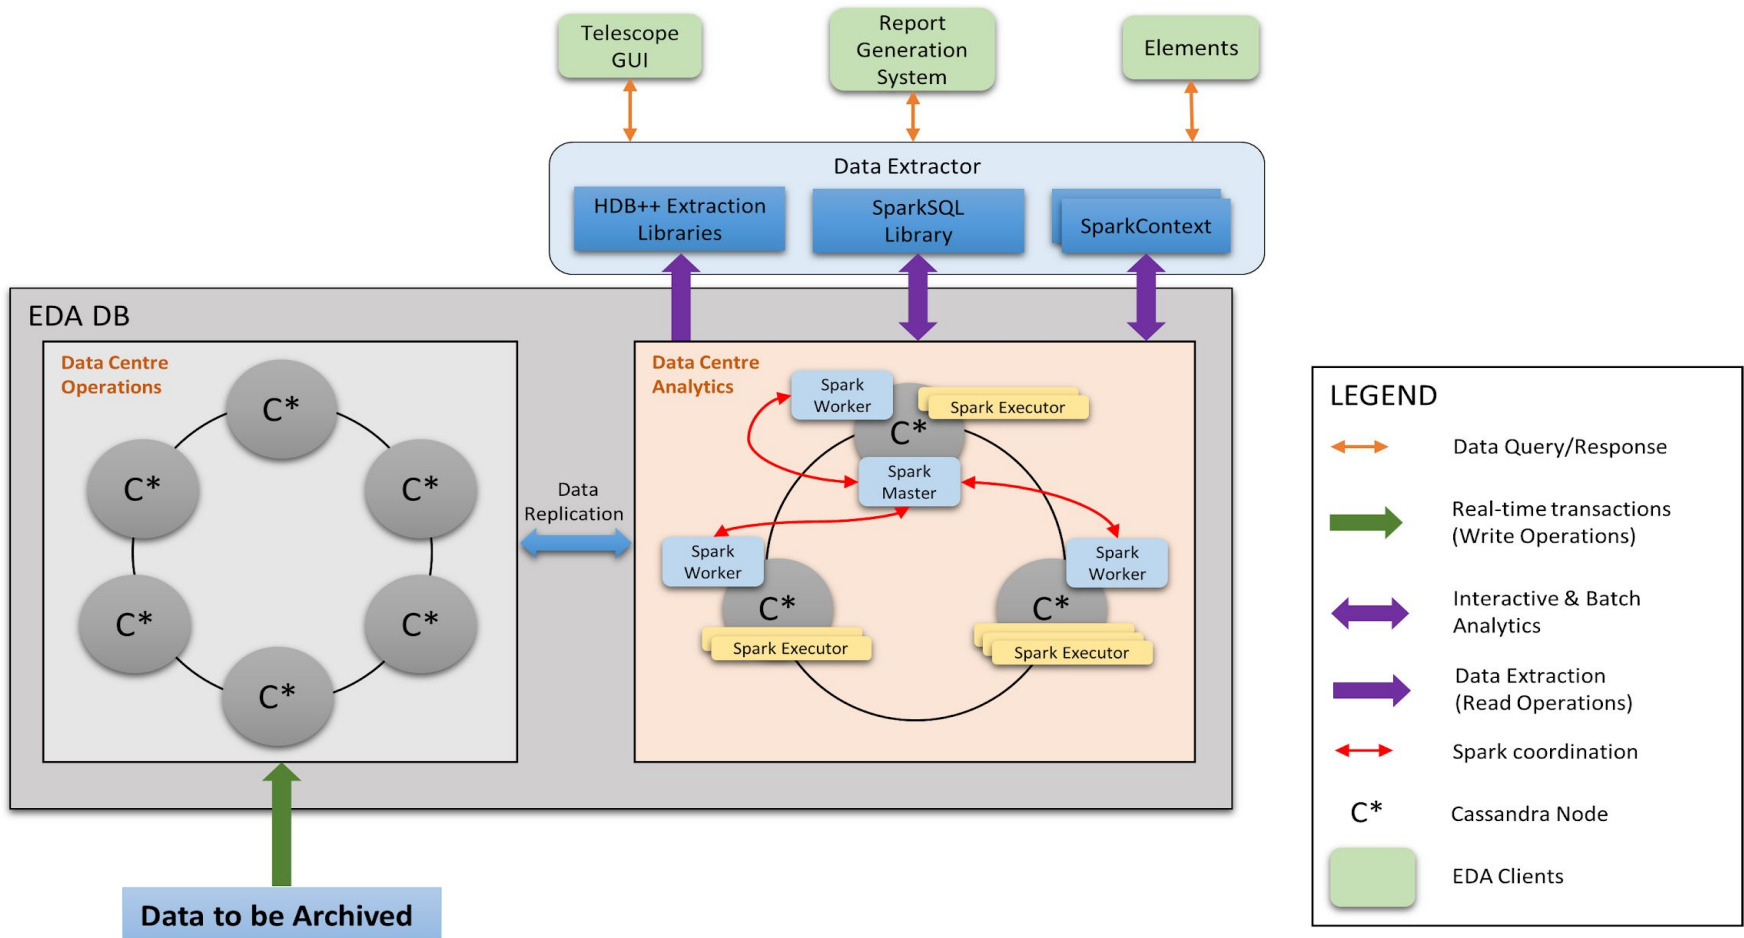 Telescope
GUI
Report
Generation
System
Elements
Data Extractor
HDB++ Extraction
Libraries
SparkSQL
Library
SparkContext
EDA DB
Data Centre
Operations
C*
C*
C*
C*
C*
C*
Data
Replication
Data Centre
Analytics
Spark
Worker
Spark Executor
C*
Spark
Master
Spark
Worker
C*
Spark Executor
Spark
Worker
C*
Spark Executor
Data to be Archived
LEGEND
Data Query/Response
Real-time transactions
(Write Operations)
Interactive & Batch
Analytics
Data Extraction
(Read Operations)
Spark coordination
C* Cassandra Node
EDA Clients